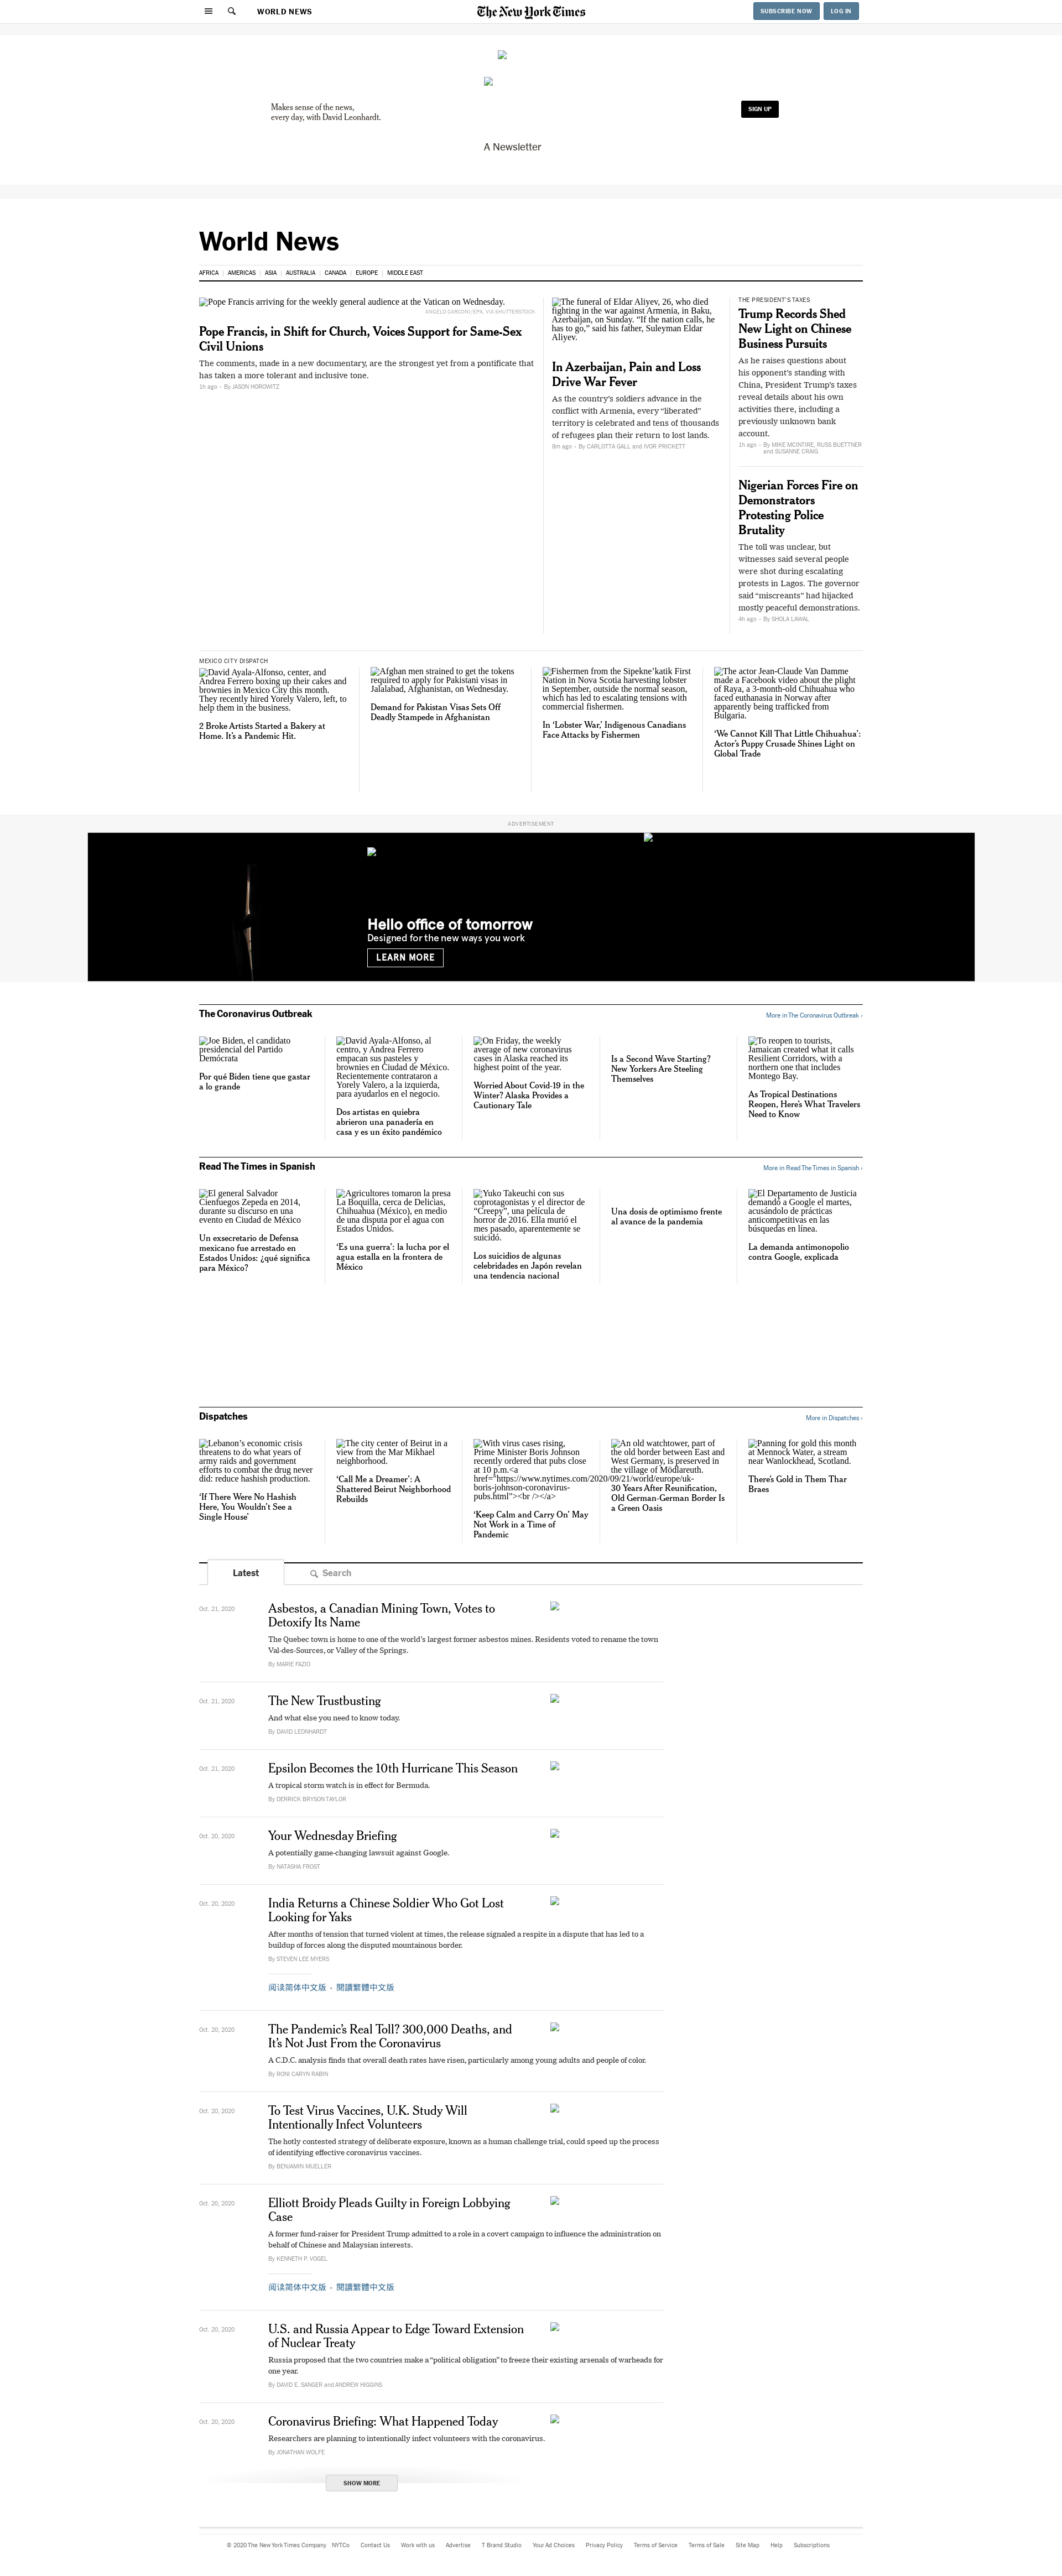 WORLD NEWS
The New York Times
SUBSCRIBE NOW
LOG IN
Makes sense of the news,
every day, with David Leonhardt.
SIGN UP
A Newsletter
World News
AFRICA
AMERICAS
ASIA
AUSTRALIA
CANADA
EUROPE
MIDDLE EAST
Pope Francis arriving for the weekly general audience at the Vatican on Wednesday.
ANGELO CARCONI/EPA, VIA SHUTTERSTOCK
Pope Francis, in Shift for Church, Voices Support for Same-Sex
Civil Unions
The comments, made in a new documentary, are the strongest yet from a pontificate that
has taken a more tolerant and inclusive tone.
1h ago • By JASON HOROWITZ
The funeral of Eldar Aliyev, 26, who died
fighting in the war against Armenia, in Baku,
Azerbaijan, on Sunday. “If the nation calls, he
has to go,” said his father, Suleyman Eldar
Aliyev.
In Azerbaijan, Pain and Loss
Drive War Fever
As the country’s soldiers advance in the
conflict with Armenia, every “liberated”
territory is celebrated and tens of thousands
of refugees plan their return to lost lands.
8m ago • By CARLOTTA GALL and IVOR PRICKETT
THE PRESIDENT'S TAXES
Trump Records Shed
New Light on Chinese
Business Pursuits
As he raises questions about
his opponent’s standing with
China, President Trump’s taxes
reveal details about his own
activities there, including a
previously unknown bank
account.
1h ago • By MIKE MCINTIRE, RUSS BUETTNER
and SUSANNE CRAIG
Nigerian Forces Fire on
Demonstrators
Protesting Police
Brutality
The toll was unclear, but
witnesses said several people
were shot during escalating
protests in Lagos. The governor
said “miscreants” had hijacked
mostly peaceful demonstrations.
4h ago • By SHOLA LAWAL
MEXICO CITY DISPATCH
David Ayala-Alfonso, center, and
Andrea Ferrero boxing up their cakes and
brownies in Mexico City this month.
They recently hired Yorely Valero, left, to
help them in the business.
2 Broke Artists Started a Bakery at
Home. It’s a Pandemic Hit.
Afghan men strained to get the tokens
required to apply for Pakistani visas in
Jalalabad, Afghanistan, on Wednesday.
Demand for Pakistan Visas Sets Off
Deadly Stampede in Afghanistan
Fishermen from the Sipekne’katik First
Nation in Nova Scotia harvesting lobster
in September, outside the normal season,
which has led to escalating tensions with
commercial fishermen.
In ‘Lobster War,’ Indigenous Canadians
Face Attacks by Fishermen
The actor Jean-Claude Van Damme
made a Facebook video about the plight
of Raya, a 3-month-old Chihuahua who
faced euthanasia in Norway after
apparently being trafficked from
Bulgaria.
‘We Cannot Kill That Little Chihuahua’:
Actor’s Puppy Crusade Shines Light on
Global Trade
ADVERTISEMENT
Hello office of tomorrow
Designed for the new ways you work
LEARN MORE
The Coronavirus Outbreak
More in The Coronavirus Outbreak ›
Joe Biden, el candidato
presidencial del Partido
Demócrata
Por qué Biden tiene que gastar
a lo grande
David Ayala-Alfonso, al
centro, y Andrea Ferrero
empacan sus pasteles y
brownies en Ciudad de México.
Recientemente contrataron a
Yorely Valero, a la izquierda,
para ayudarlos en el negocio.
Dos artistas en quiebra
abrieron una panadería en
casa y es un éxito pandémico
On Friday, the weekly
average of new coronavirus
cases in Alaska reached its
highest point of the year.
Worried About Covid-19 in the
Winter? Alaska Provides a
Cautionary Tale
Is a Second Wave Starting?
New Yorkers Are Steeling
Themselves
To reopen to tourists,
Jamaican created what it calls
Resilient Corridors, with a
northern one that includes
Montego Bay.
As Tropical Destinations
Reopen, Here’s What Travelers
Need to Know
Read The Times in Spanish
More in Read The Times in Spanish ›
El general Salvador
Cienfuegos Zepeda en 2014,
durante un discurso en un
evento en Ciudad de México
Un exsecretario de Defensa
mexicano fue arrestado en
Estados Unidos: ¿qué significa
para México?
Agricultores tomaron la presa
La Boquilla, cerca de Delicias,
Chihuahua (México), en medio
de una disputa por el agua con
Estados Unidos.
‘Es una guerra’: la lucha por el
agua estalla en la frontera de
México
Yuko Takeuchi con sus
coprotagonistas y el director de
“Creepy”, una película de
horror de 2016. Ella murió el
mes pasado, aparentemente se
suicidó.
Los suicidios de algunas
celebridades en Japón revelan
una tendencia nacional
Una dosis de optimismo frente
al avance de la pandemia
El Departamento de Justicia
demandó a Google el martes,
acusándolo de prácticas
anticompetitivas en las
búsquedas en línea.
La demanda antimonopolio
contra Google, explicada
Dispatches
More in Dispatches ›
Lebanon’s economic crisis
threatens to do what years of
army raids and government
efforts to combat the drug never
did: reduce hashish production.
‘If There Were No Hashish
Here, You Wouldn’t See a
Single House’
The city center of Beirut in a
view from the Mar Mikhael
neighborhood.
‘Call Me a Dreamer’: A
Shattered Beirut Neighborhood
Rebuilds
With virus cases rising,
Prime Minister Boris Johnson
recently ordered that pubs close
at 10 p.m.<a
href="https://www.nytimes.com/2020/09/21/world/europe/uk-
boris-johnson-coronavirus-
pubs.html"><br /></a>
‘Keep Calm and Carry On’ May
Not Work in a Time of
Pandemic
An old watchtower, part of
the old border between East and
West Germany, is preserved in
the village of Mödlareuth.
30 Years After Reunification,
Old German-German Border Is
a Green Oasis
Panning for gold this month
at Mennock Water, a stream
near Wanlockhead, Scotland.
There’s Gold in Them Thar
Braes
Latest
Search
Oct. 21, 2020
Asbestos, a Canadian Mining Town, Votes to
Detoxify Its Name
The Quebec town is home to one of the world’s largest former asbestos mines. Residents voted to rename the town
Val-des-Sources, or Valley of the Springs.
By MARIE FAZIO
Oct. 21, 2020
The New Trustbusting
And what else you need to know today.
By DAVID LEONHARDT
Oct. 21, 2020
Epsilon Becomes the 10th Hurricane This Season
A tropical storm watch is in effect for Bermuda.
By DERRICK BRYSON TAYLOR
Oct. 20, 2020
Your Wednesday Briefing
A potentially game-changing lawsuit against Google.
By NATASHA FROST
Oct. 20, 2020
India Returns a Chinese Soldier Who Got Lost
Looking for Yaks
After months of tension that turned violent at times, the release signaled a respite in a dispute that has led to a
buildup of forces along the disputed mountainous border.
By STEVEN LEE MYERS
阅读简体中文版 • 閱讀繁體中文版
Oct. 20, 2020
The Pandemic’s Real Toll? 300,000 Deaths, and
It’s Not Just From the Coronavirus
A C.D.C. analysis finds that overall death rates have risen, particularly among young adults and people of color.
By RONI CARYN RABIN
Oct. 20, 2020
To Test Virus Vaccines, U.K. Study Will
Intentionally Infect Volunteers
The hotly contested strategy of deliberate exposure, known as a human challenge trial, could speed up the process
of identifying effective coronavirus vaccines.
By BENJAMIN MUELLER
Oct. 20, 2020
Elliott Broidy Pleads Guilty in Foreign Lobbying
Case
A former fund-raiser for President Trump admitted to a role in a covert campaign to influence the administration on
behalf of Chinese and Malaysian interests.
By KENNETH P. VOGEL
阅读简体中文版 • 閱讀繁體中文版
Oct. 20, 2020
U.S. and Russia Appear to Edge Toward Extension
of Nuclear Treaty
Russia proposed that the two countries make a “political obligation” to freeze their existing arsenals of warheads for
one year.
By DAVID E. SANGER and ANDREW HIGGINS
Oct. 20, 2020
Coronavirus Briefing: What Happened Today
Researchers are planning to intentionally infect volunteers with the coronavirus.
By JONATHAN WOLFE
SHOW MORE
© 2020 The New York Times Company
NYTCo
Contact Us
Work with us
Advertise
T Brand Studio
Your Ad Choices
Privacy Policy
Terms of Service
Terms of Sale
Site Map
Help
Subscriptions